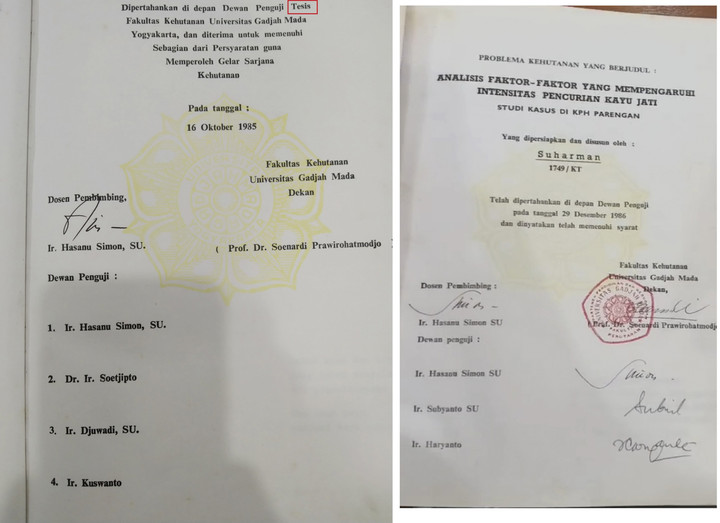 Dipertahankan di depan Dewan Penguji Tesis
Fakultas Kehutanan Universitas Gadjah Mada
Yogyakarta, dan diterima untuk memenuhi
Sebagian dari Persyaratan guna
Memperoleh Gelar Sarjana
Kehutanan
Pada tanggal :
16 Oktober 1985
Fakultas Kehutanan
Universitas Gadjah Mada
Dekan
Dosen Pembimbing,
Ir. Hasanu Simon, SU.
( Prof. Dr. Soenardi Prawirohatmodjo
Dewan Penguji :
1. Ir. Hasanu Simon, SU.
2. Dr. Ir. Soetjipto
3. Ir. Djuwadi, SU.
4. Ir. Kuswanto
PROBLEMA KEHUTANAN YANG BERJUDUL :
ANALISIS FAKTOR-FAKTOR YANG MEMPENGARUHI
INTENSITAS PENCURIAN KAYU JATI
STUDI KASUS DI KPH PARENGAN
Yang dipersiapkan dan disusun oleh :
Suharman
1749/KT
Telah dipertahankan di depan Dewan Penguji
pada tanggal 29 Desember 1986
dan dinyatakan telah memenuhi syarat
Fakultas Kehutanan
Universitas Gadjah Mada
Dekan,
Dosen Pembimbing :
Ir. Hasanu Simon SU
(Prof. Dr. Soenardi Prawirohatmodjo
Dewan penguji :
Ir. Hasanu Simon SU
Ir. Sobyanto SU
Ir. Haryanto